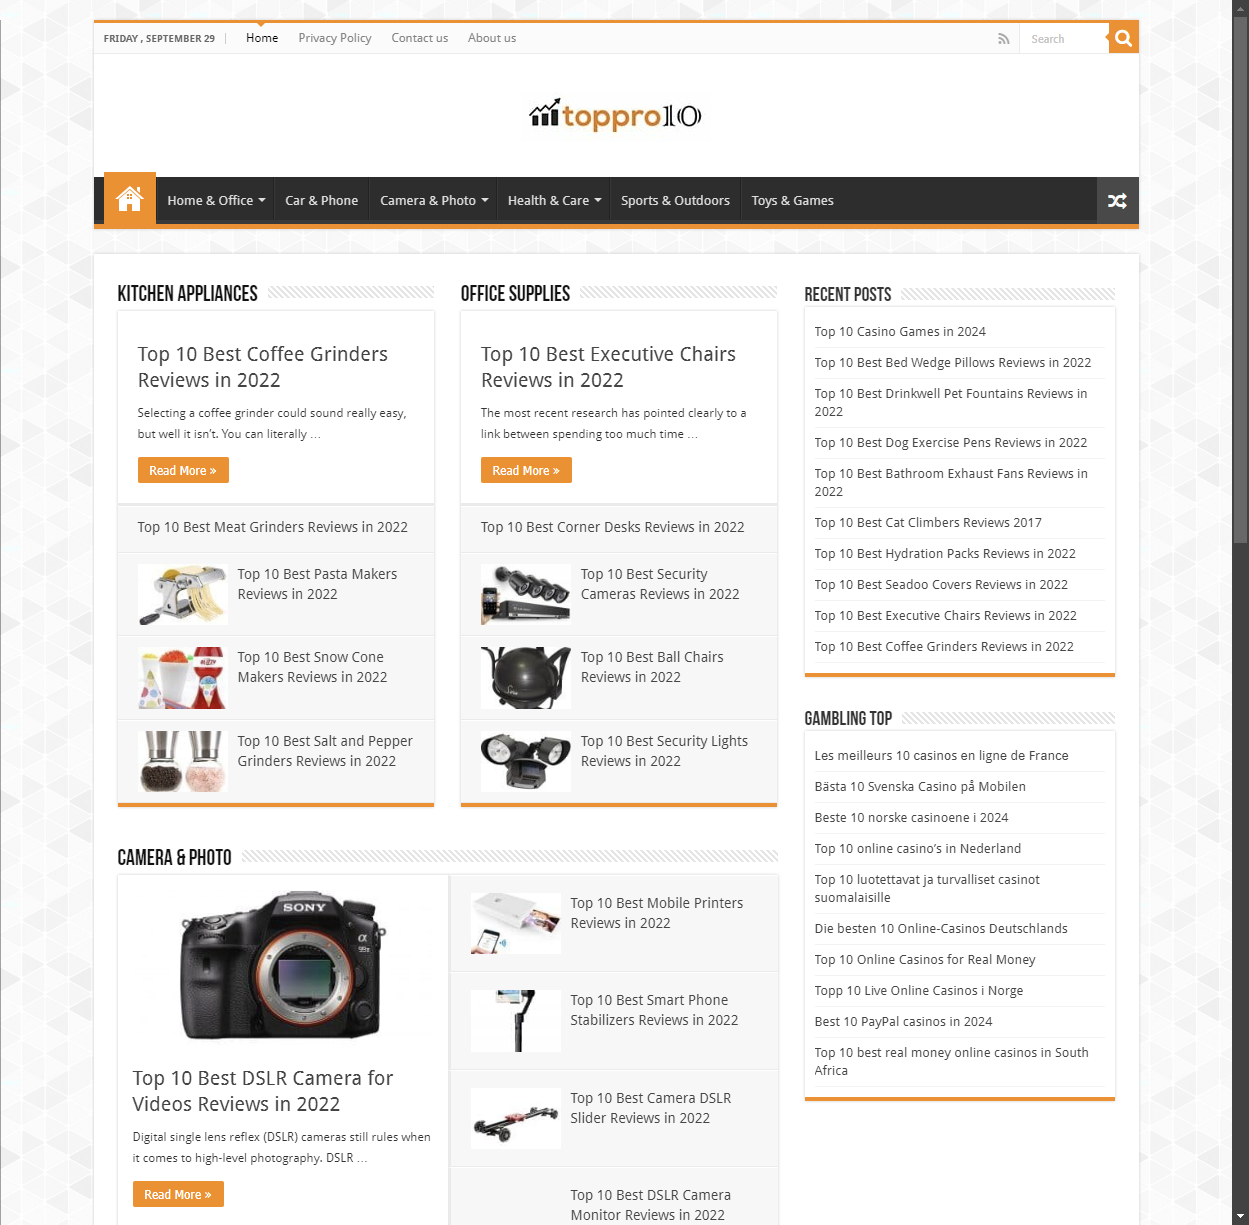 FRIDAY , SEPTEMBER 29
Home
Privacy Policy
Contact us
About us
Search
toppro10
Home & Office
Car & Phone
Camera & Photo
Health & Care
Sports & Outdoors
Toys & Games
KITCHEN APPLIANCES
Top 10 Best Coffee Grinders
Reviews in 2022
Selecting a coffee grinder could sound really easy,
but well it isn't. You can literally …
Read More »
Top 10 Best Meat Grinders Reviews in 2022
Top 10 Best Pasta Makers
Reviews in 2022
Top 10 Best Snow Cone
Makers Reviews in 2022
Top 10 Best Salt and Pepper
Grinders Reviews in 2022
OFFICE SUPPLIES
Top 10 Best Executive Chairs
Reviews in 2022
The most recent research has pointed clearly to a
link between spending too much time …
Read More »
Top 10 Best Corner Desks Reviews in 2022
Top 10 Best Security
Cameras Reviews in 2022
Top 10 Best Ball Chairs
Reviews in 2022
Top 10 Best Security Lights
Reviews in 2022
CAMERA & PHOTO
SONY
α
99II
Top 10 Best DSLR Camera for
Videos Reviews in 2022
Digital single lens reflex (DSLR) cameras still rules when
it comes to high-level photography. DSLR …
Read More »
Top 10 Best Mobile Printers
Reviews in 2022
Top 10 Best Smart Phone
Stabilizers Reviews in 2022
Top 10 Best Camera DSLR
Slider Reviews in 2022
Top 10 Best DSLR Camera
Monitor Reviews in 2022
RECENT POSTS
Top 10 Casino Games in 2024
Top 10 Best Bed Wedge Pillows Reviews in 2022
Top 10 Best Drinkwell Pet Fountains Reviews in
2022
Top 10 Best Dog Exercise Pens Reviews in 2022
Top 10 Best Bathroom Exhaust Fans Reviews in
2022
Top 10 Best Cat Climbers Reviews 2017
Top 10 Best Hydration Packs Reviews in 2022
Top 10 Best Seadoo Covers Reviews in 2022
Top 10 Best Executive Chairs Reviews in 2022
Top 10 Best Coffee Grinders Reviews in 2022
GAMBLING TOP
Les meilleurs 10 casinos en ligne de France
Bästa 10 Svenska Casino på Mobilen
Beste 10 norske casinoene i 2024
Top 10 online casino's in Nederland
Top 10 luotettavat ja turvalliset casinot
suomalaisille
Die besten 10 Online-Casinos Deutschlands
Top 10 Online Casinos for Real Money
Topp 10 Live Online Casinos i Norge
Best 10 PayPal casinos in 2024
Top 10 best real money online casinos in South
Africa